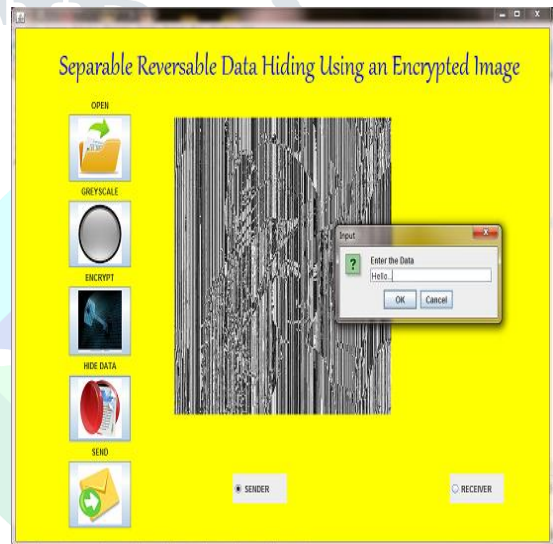 Separable Reversable Data Hiding Using an Encrypted Image
OPEN
GREYSCALE
ENCRYPT
HIDE DATA
SEND
Input
Enter the Data
Hello..
OK Cancel
SENDER RECEIVER